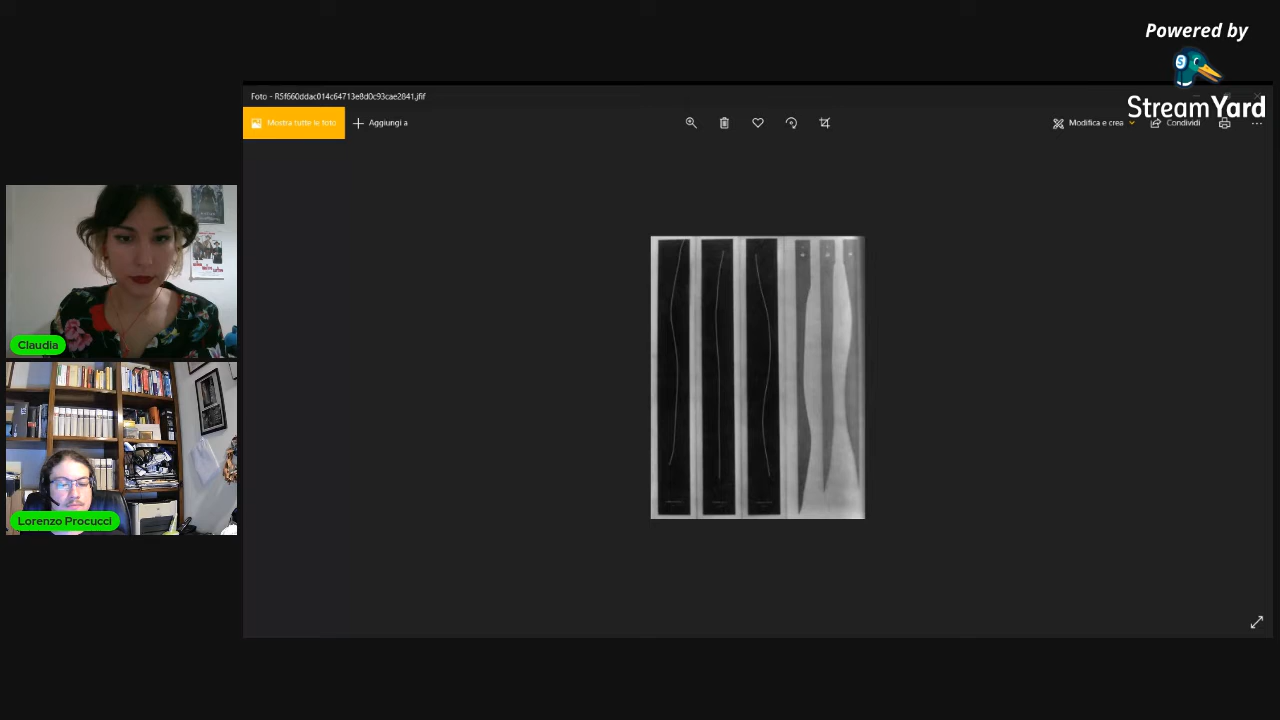 Powered by
StreamYard
Foto - R5f660ddac014c64713e8d0c93cae2841.jfif
Mostra tutte le foto
Aggiungi a
Modifica e crea
Condividi
Claudia
Lorenzo Procucci